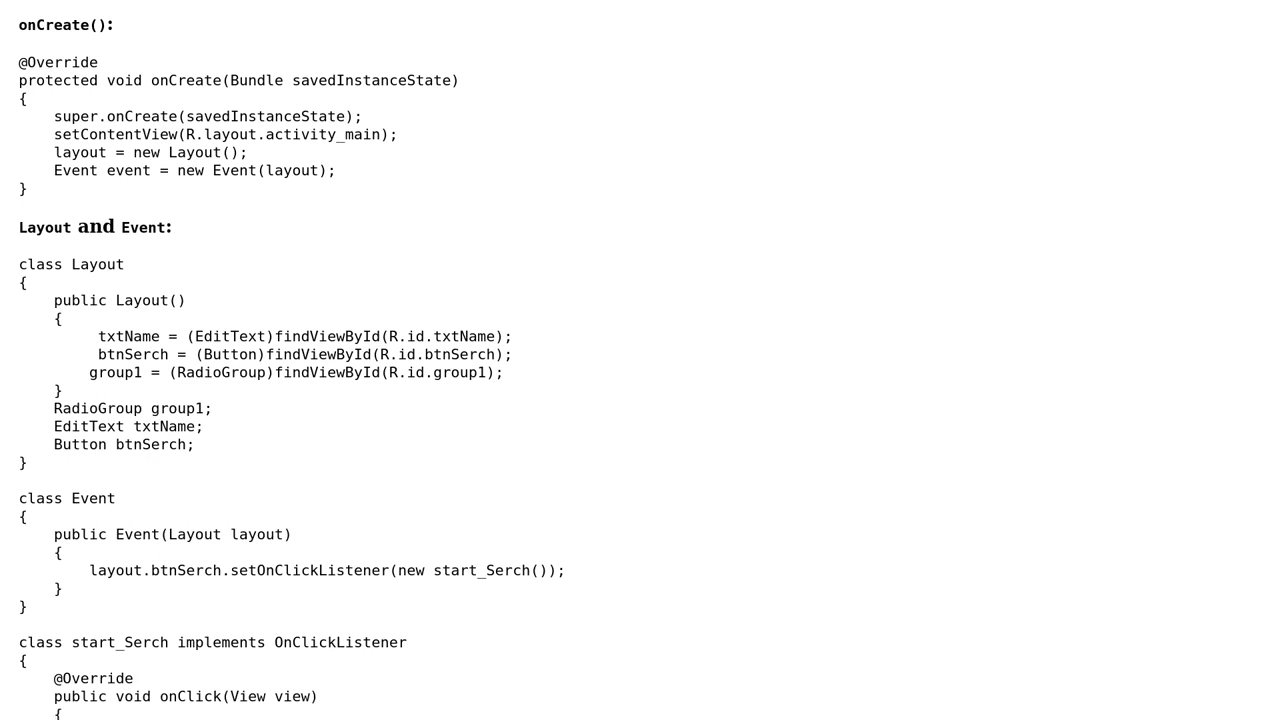 onCreate():
@Override
protected void onCreate(Bundle savedInstanceState)
{
    super.onCreate(savedInstanceState);
    setContentView(R.layout.activity_main);
    layout = new Layout();
    Event event = new Event(layout);
}
Layout and Event:
class Layout
{
    public Layout()
    {
         txtName = (EditText)findViewById(R.id.txtName);
         btnSerch = (Button)findViewById(R.id.btnSerch);
        group1 = (RadioGroup)findViewById(R.id.group1);
    }
    RadioGroup group1;
    EditText txtName;
    Button btnSerch;
}
class Event
{
    public Event(Layout layout)
    {
        layout.btnSerch.setOnClickListener(new start_Serch());
    }
}
class start_Serch implements OnClickListener
{
    @Override
    public void onClick(View view)
    {